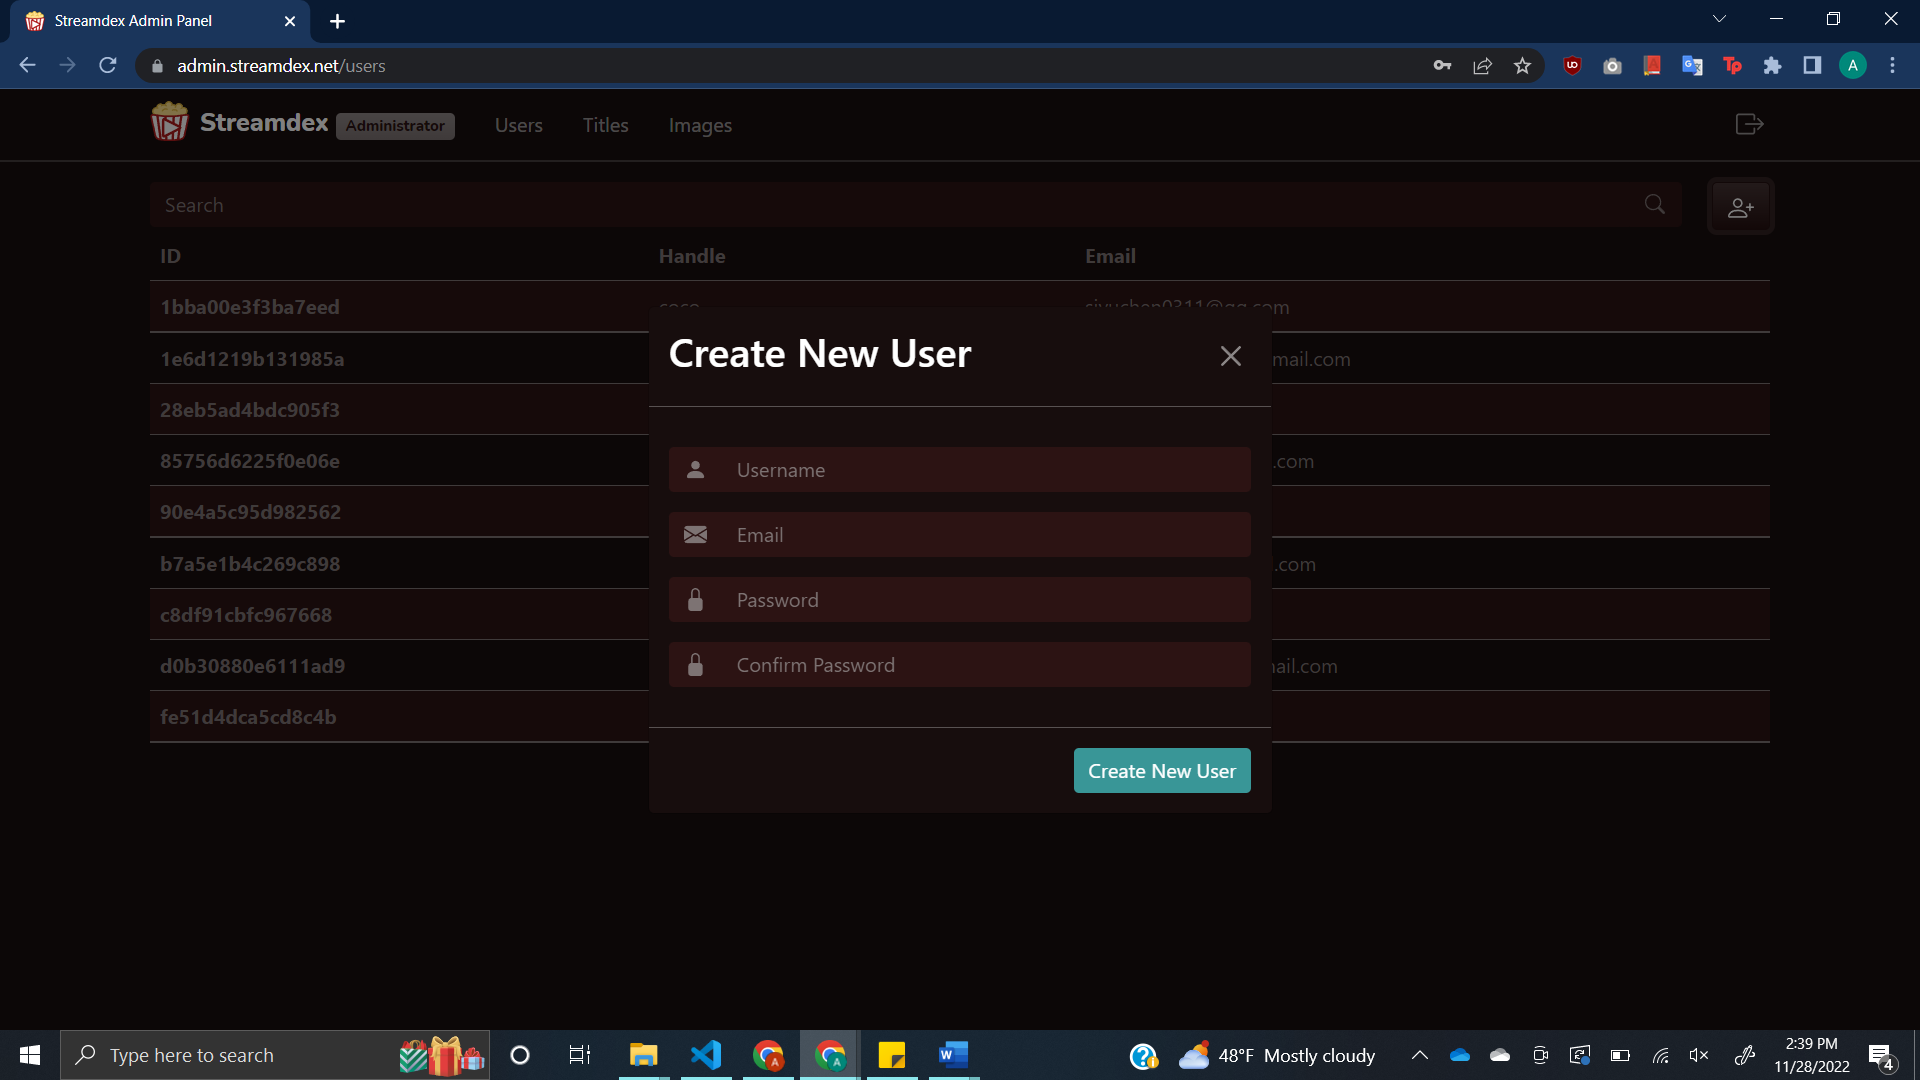 Streamdex Admin Panel
admin.streamdex.net/users
A
Streamdex Administrator Users Titles Images
Search
ID Handle Email
1bba00e3f3ba7eed
1e6d1219b131985a mail.com
28eb5ad4bdc905f3
85756d6225f0e06e .com
90e4a5c95d982562
b7a5e1b4c269c898 .com
c8df91cbfc967668
d0b30880e6111ad9 ail.com
fe51d4dca5cd8c4b
Create New User
Username
Email
Password
Confirm Password
Create New User
Type here to search
48°F Mostly cloudy
2:39 PM
11/28/2022
4